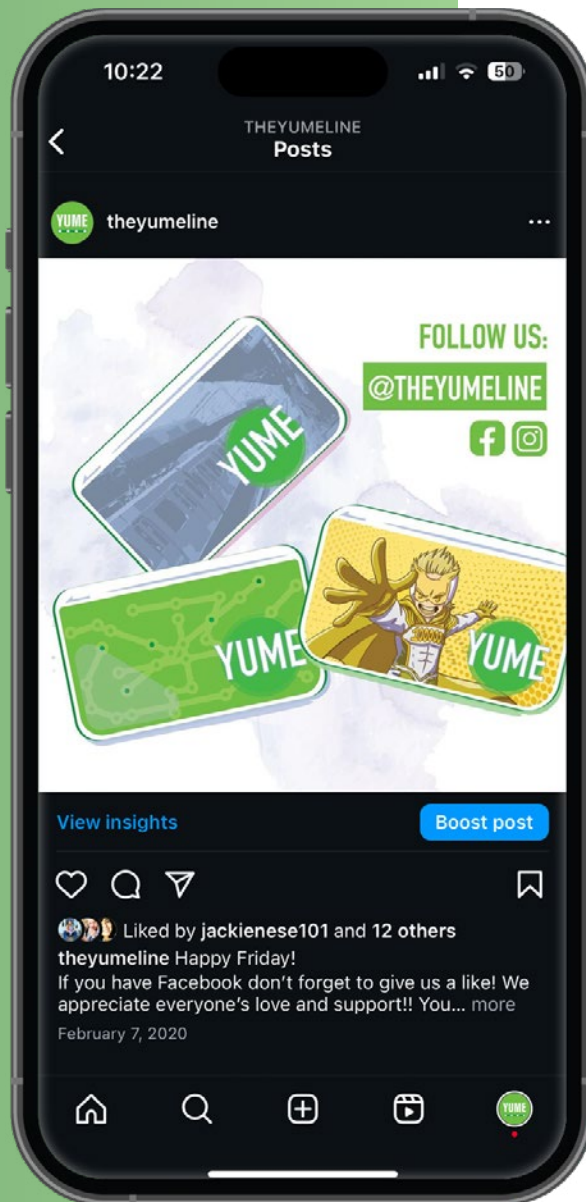 10:22
50
THEYUMELINE
Posts
YUME
theyumeline
FOLLOW US:
@THEYUMELINE
YUME
YUME
YUME
View insights
Boost post
Liked by jackienese101 and 12 others
theyumeline Happy Friday!
If you have Facebook don’t forget to give us a like! We
appreciate everyone’s love and support!! You... more
February 7, 2020
YUME